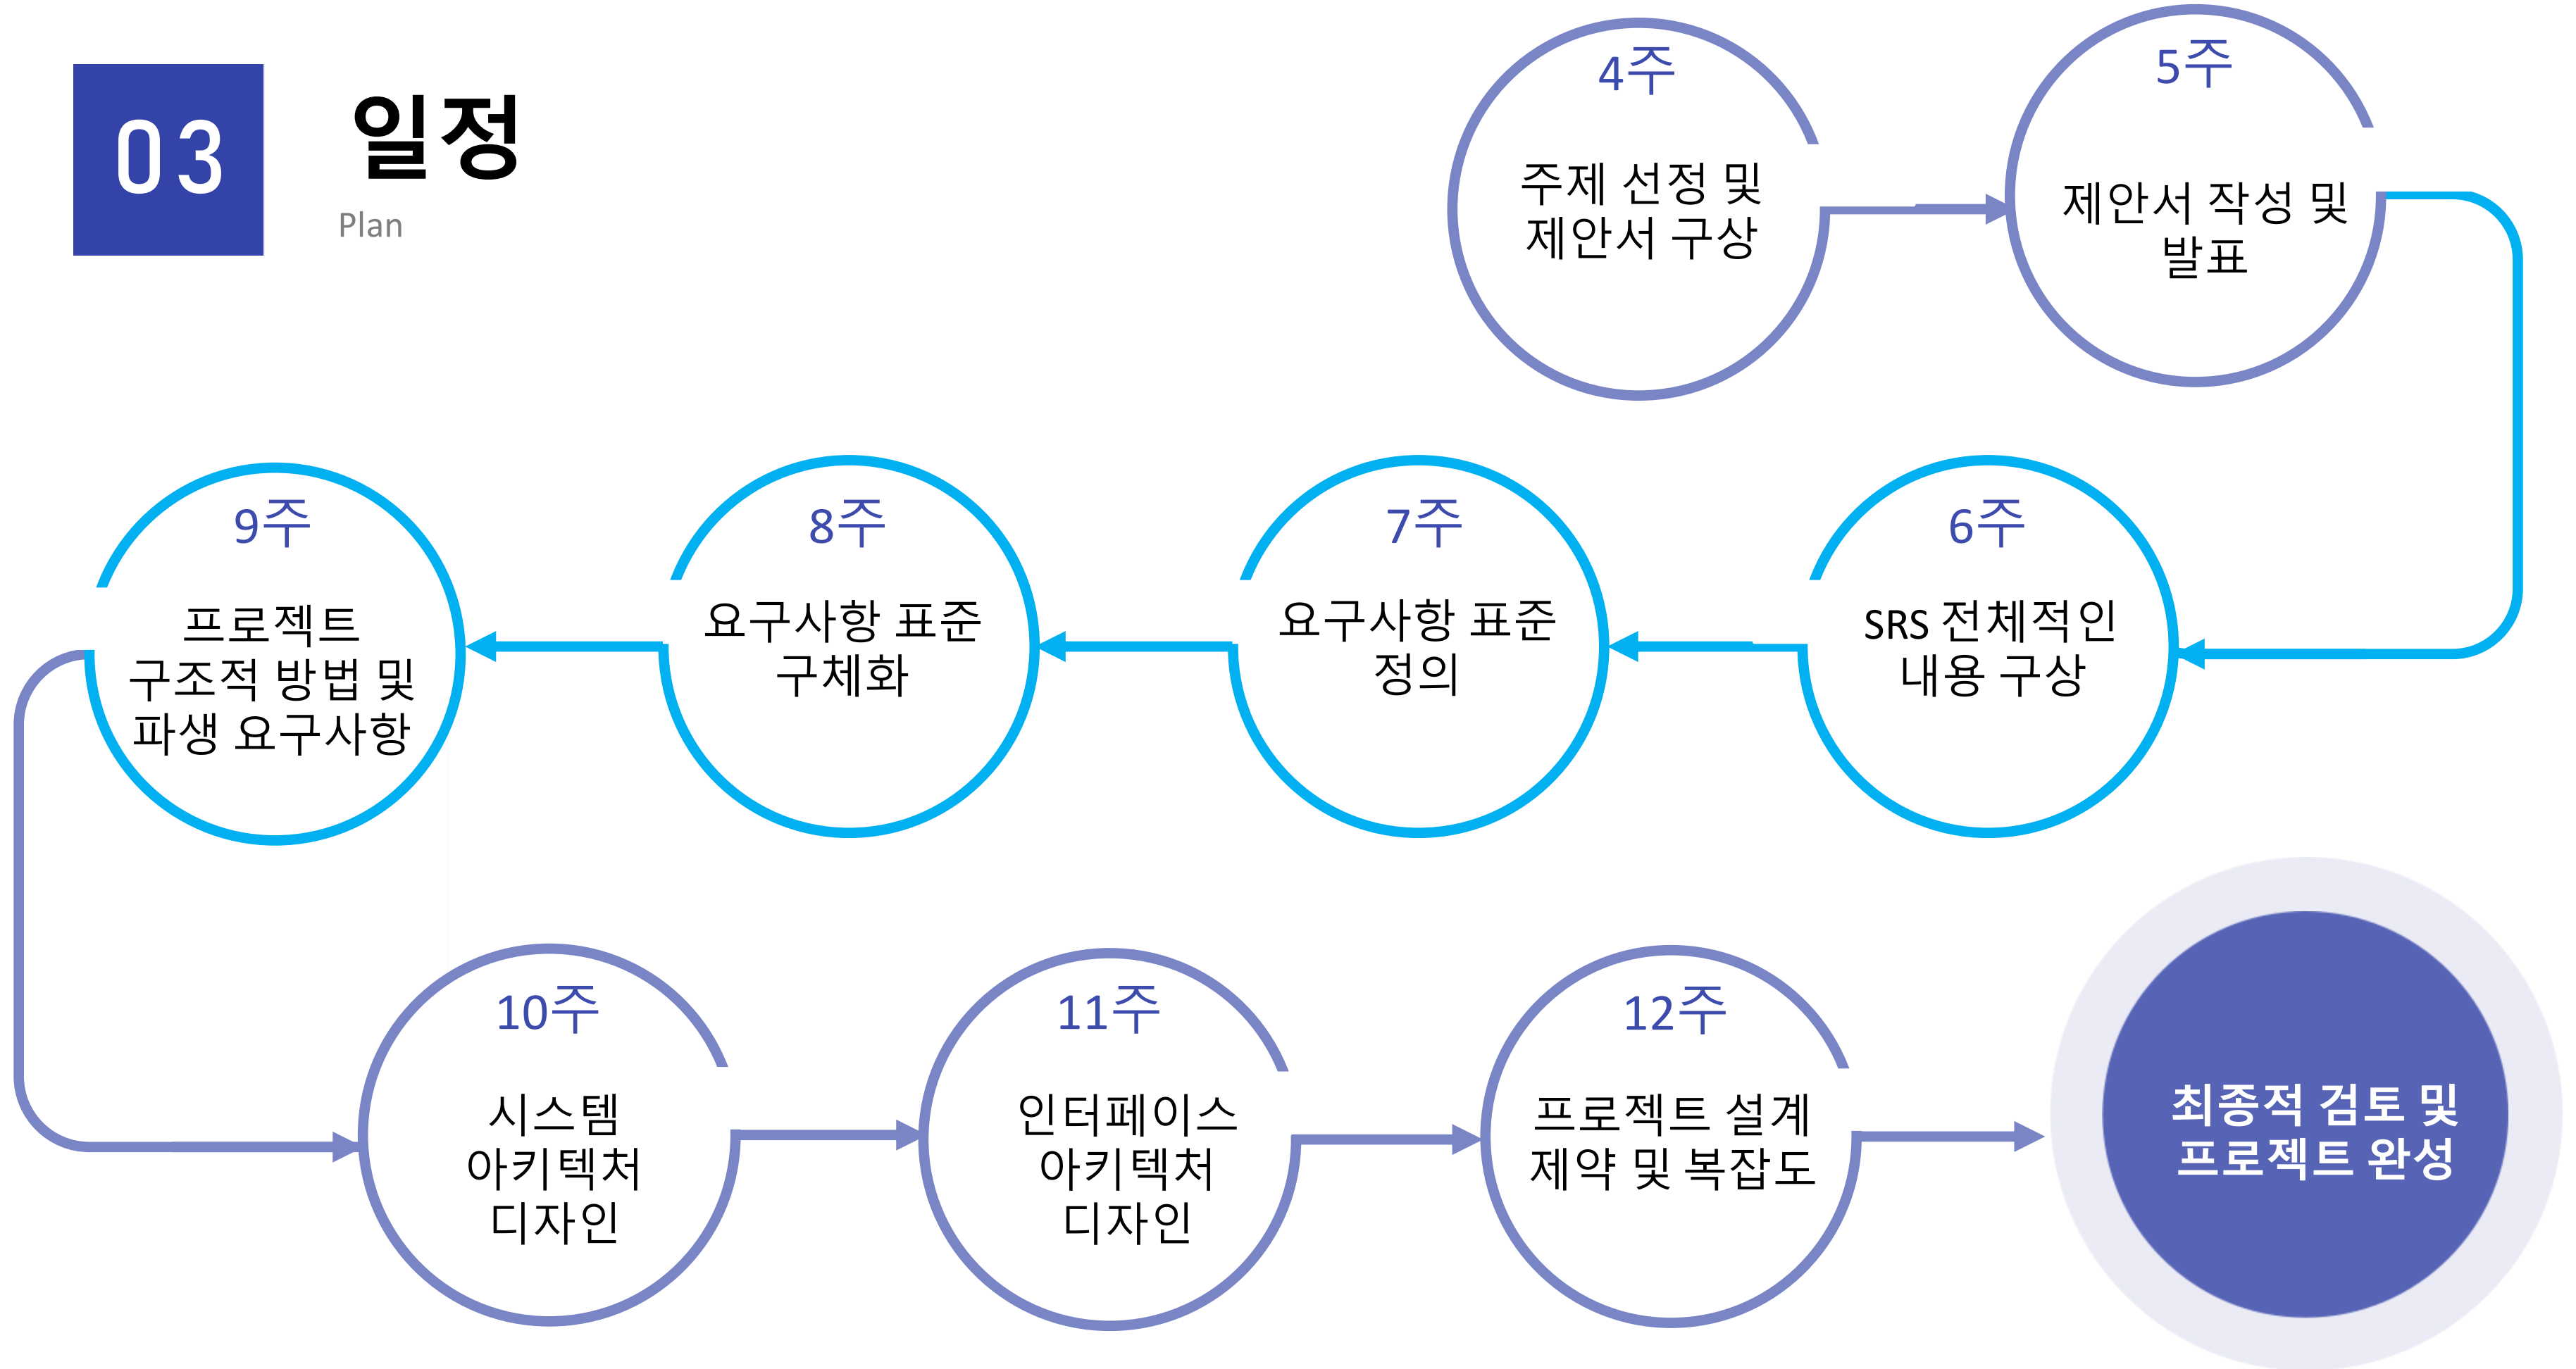 03
일정
Plan
4주
주제 선정 및
제안서 구상
5주
제안서 작성 및
발표
6주
SRS 전체적인
내용 구상
7주
요구사항 표준
정의
8주
요구사항 표준
구체화
9주
프로젝트
구조적 방법 및
파생 요구사항
10주
시스템
아키텍처
디자인
11주
인터페이스
아키텍처
디자인
12주
프로젝트 설계
제약 및 복잡도
최종적 검토 및
프로젝트 완성